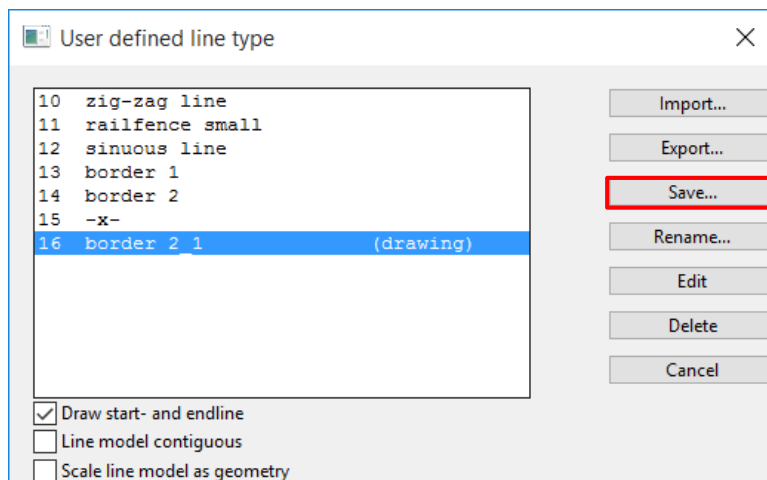 User defined line type
10 zig-zag line
11 railfence small
12 sinuous line
13 border 1
14 border 2
15 -x-
16 border 2_1 (drawing)
Import...
Export...
Save...
Rename...
Edit
Delete
Cancel
Draw start- and endline
Line model contiguous
Scale line model as geometry